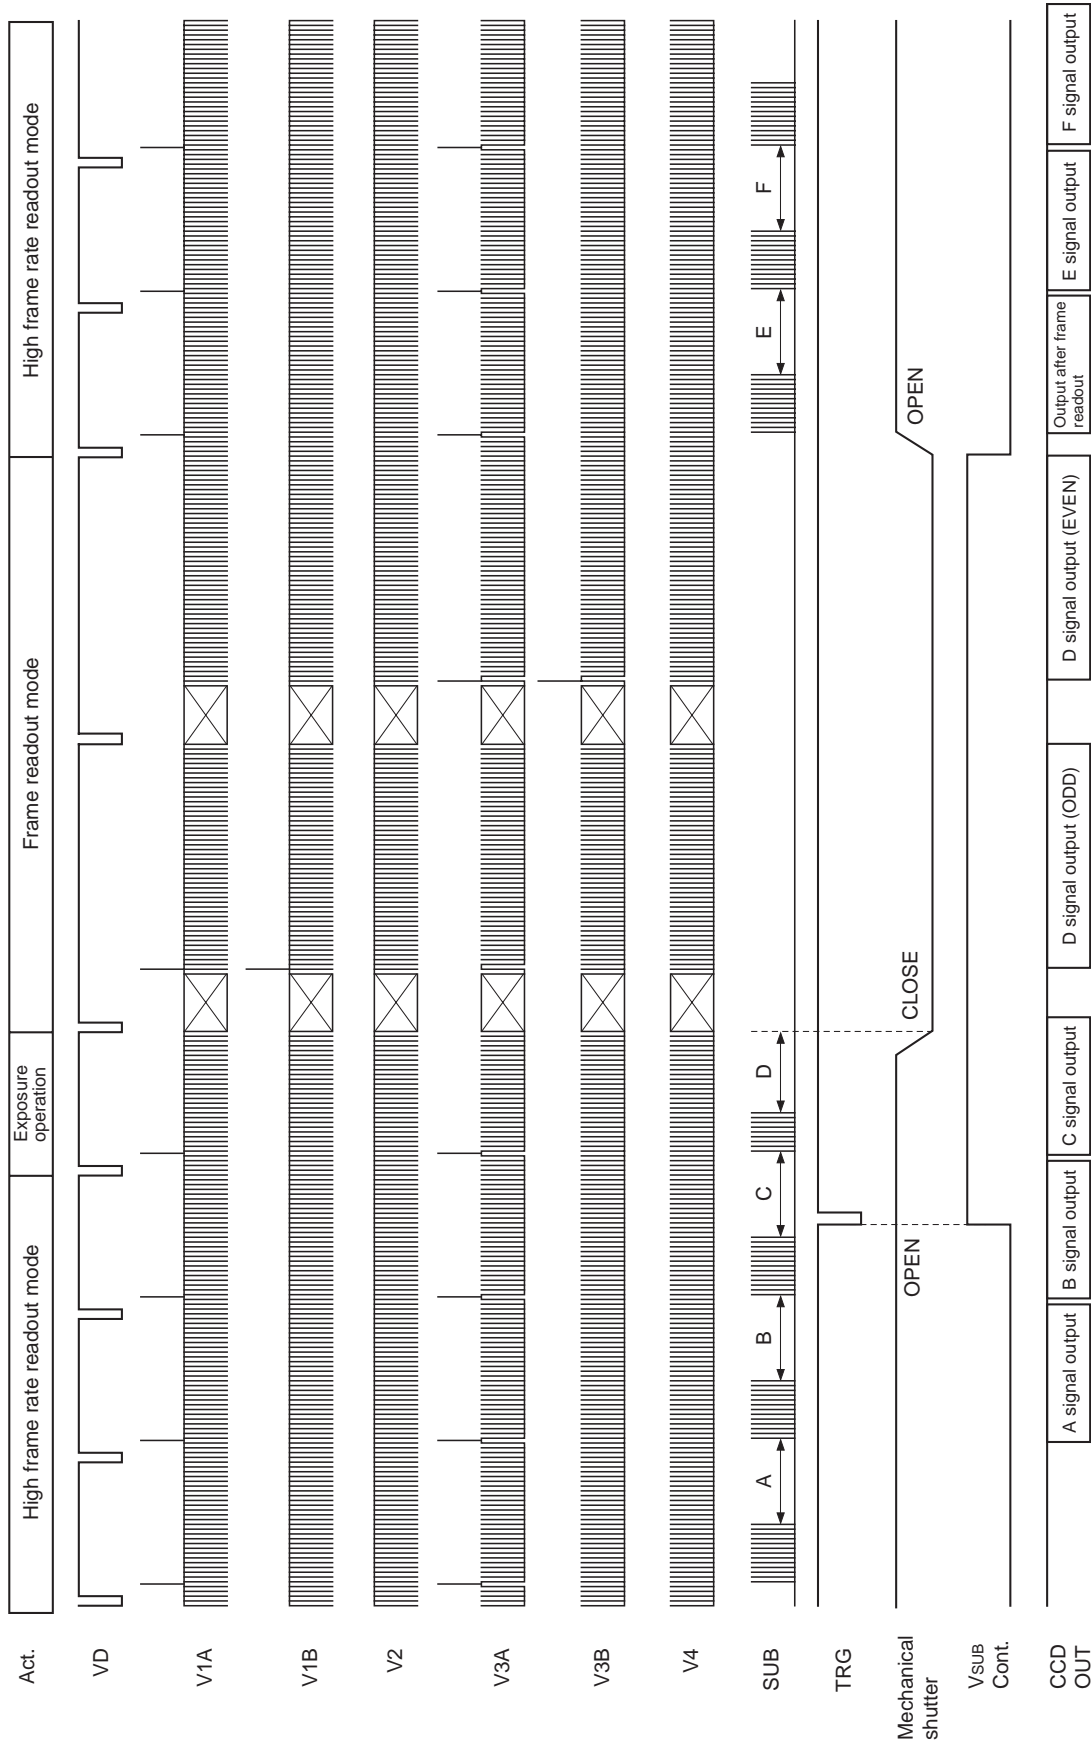 Act.
High frame rate readout mode
Exposure
operation
Frame readout mode
High frame rate readout mode
VD
V1A
V1B
V2
V3A
V3B
V4
SUB
A
B
C
D
E
F
TRG
Mechanical
shutter
OPEN
CLOSE
OPEN
VSUB
Cont.
CCD
OUT
A signal output
B signal output
C signal output
D signal output (ODD)
D signal output (EVEN)
Output after frame
readout
E signal output
F signal output